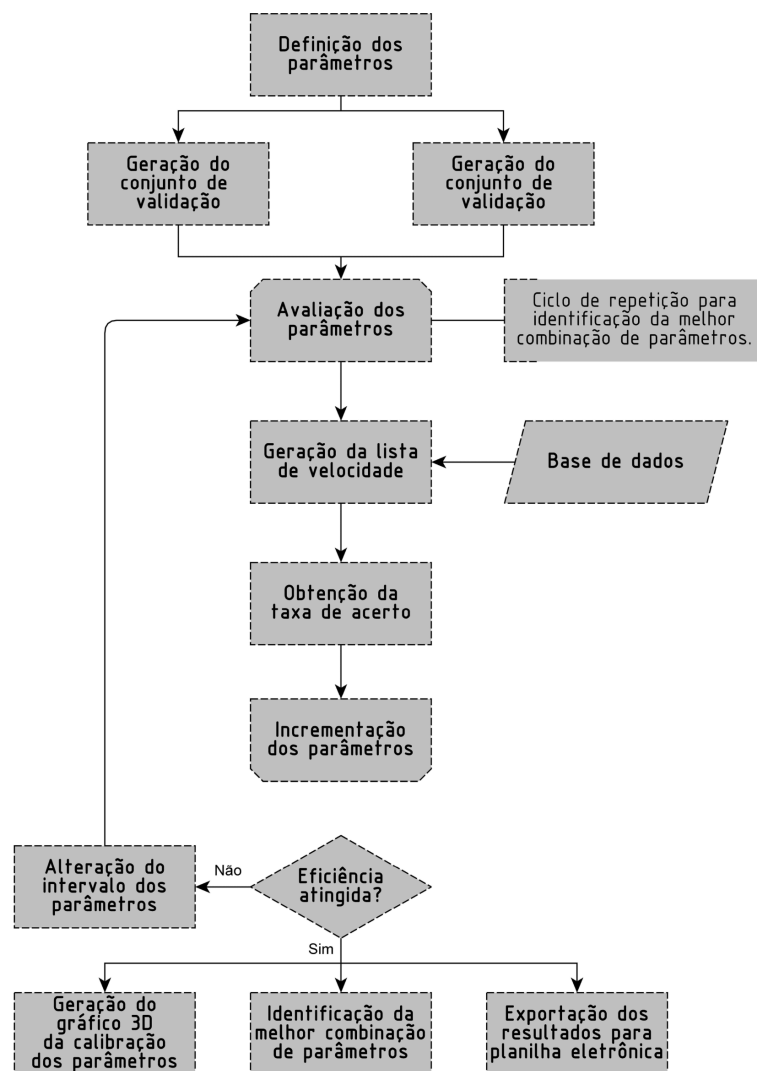 Definição dos
parâmetros
Geração do
conjunto de
validação
Geração do
conjunto de
validação
Avaliação dos
parâmetros
Ciclo de repetição para
identificação da melhor
combinação de parâmetros.
Geração da lista
de velocidade
Base de dados
Obtenção da
taxa de acerto
Incrementação
dos parâmetros
Alteração do
intervalo dos
parâmetros
Não
Eficiência
atingida?
Sim
Geração do
gráfico 3D
da calibração
dos parâmetros
Identificação da
melhor combinação
de parâmetros
Exportação dos
resultados para
planilha eletrônica